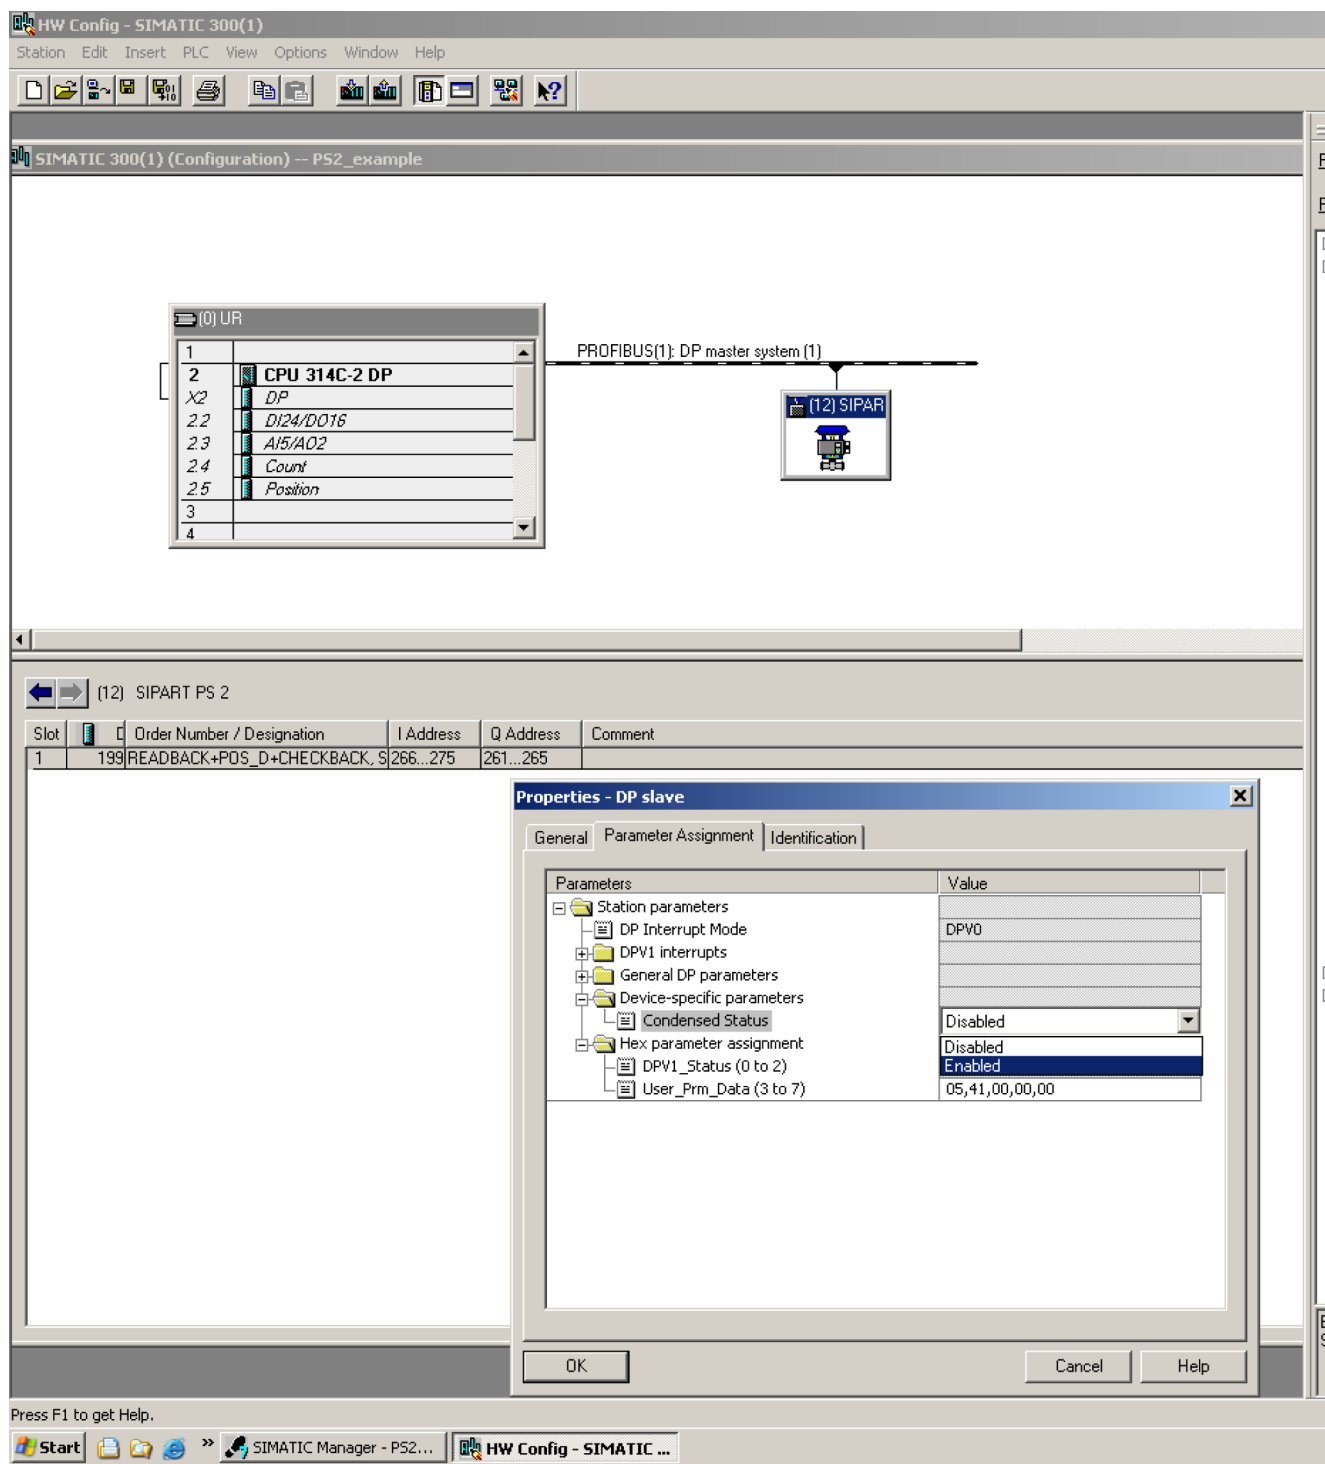 HW Config - SIMATIC 300(1)
Station Edit Insert PLC View Options Window Help
SIMATIC 300(1) (Configuration) -- PS2_example
(0) UR
1
2 CPU 314C-2 DP
X2 DP
2.2 DI24/DO16
2.3 AI5/AO2
2.4 Count
2.5 Position
3
4
PROFIBUS(1): DP master system (1)
(12) SIPAR
(12) SIPART PS 2
Slot D Order Number / Designation I Address Q Address Comment
1 199 READBACK+POS_D+CHECKBACK, S 266...275 261...265
Properties - DP slave
General Parameter Assignment Identification
Parameters Value
Station parameters
DP Interrupt Mode DPV0
DPV1 interrupts
General DP parameters
Device-specific parameters
Condensed Status Disabled
Hex parameter assignment Disabled
DPV1_Status (0 to 2) Enabled
User_Prm_Data (3 to 7) 05,41,00,00,00
OK Cancel Help
Press F1 to get Help.
Start » SIMATIC Manager - PS2... HW Config - SIMATIC ...